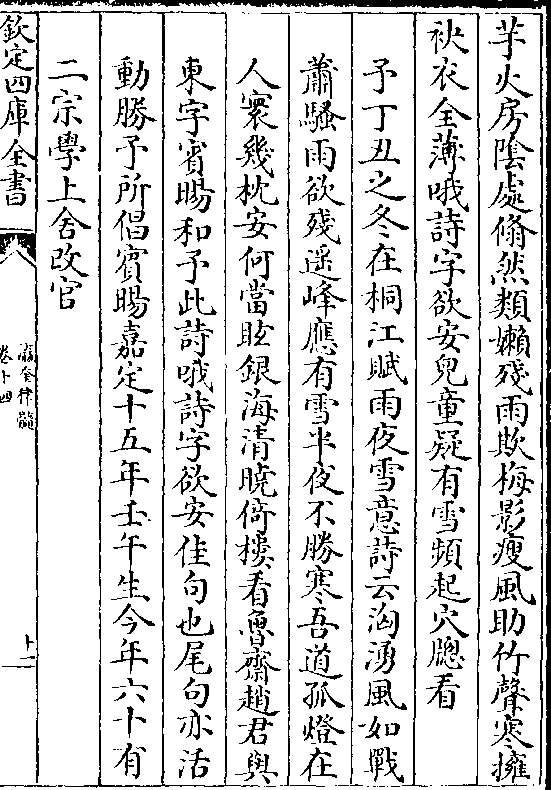 芋火房隂處翛然類嬾殘雨欺梅影瘦風助竹聲寒擁
袂衣全薄哦詩字欲安兒童疑有雪頻起穴牕看
予丁丑之冬在桐江賦雨夜雪意詩云洶湧風如戰
蕭騷雨欲殘遥峰應有雪半夜不勝寒吾道孤燈在
人寰幾枕安何當眩銀海清曉倚樓看魯齋趙君與
東字賓暘和予此詩哦詩字欲安佳句也尾句亦活
動勝予所倡賓暘嘉定十五年壬午生今年六十有
二宗學上舍改官
欽定四庫全書
瀛奎律髓
卷十四
十二